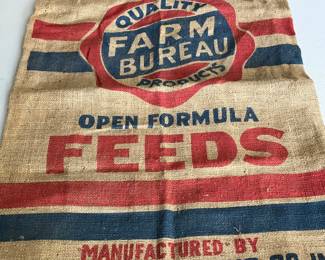 QUALITY
FARM
BUREAU
PRODUCTS
OPEN FORMULA
FEEDS
MANUFACTURED BY